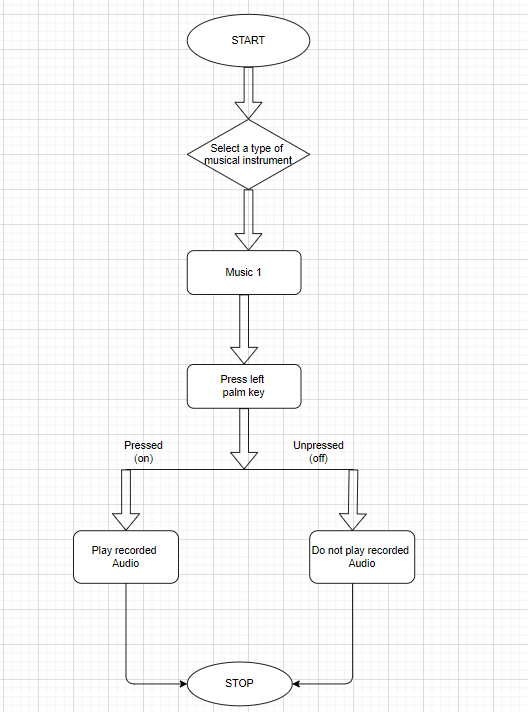 START
Select a type of
musical instrument
Music 1
Press left
palm key
Pressed
(on)
Unpressed
(off)
Play recorded
Audio
Do not play recorded
Audio
STOP